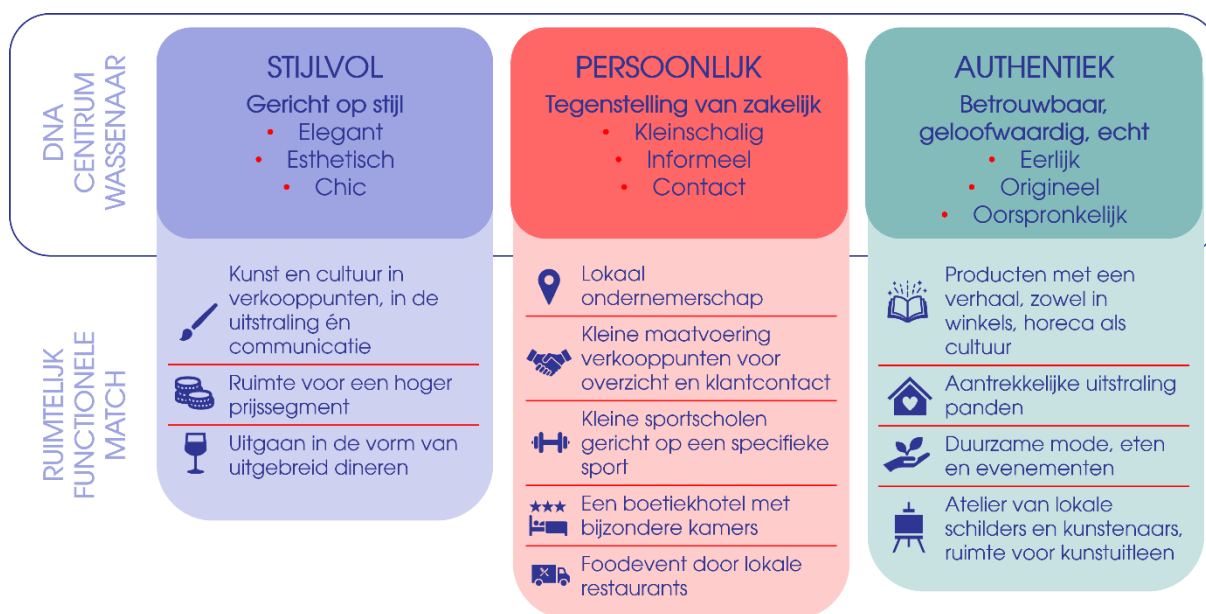 DNA
CENTRUM
WASSENAAR
STIJLVOL
Gericht op stijl
• Elegant
• Esthetisch
• Chic
PERSOONLIJK
Tegenstelling van zakelijk
• Kleinschalig
• Informeel
• Contact
AUTHENTIEK
Betrouwbaar,
geloofwaardig, echt
• Eerlijk
• Origineel
• Oorspronkelijk
RUIMTELIJK
FUNCTIONELE
MATCH
Kunst en cultuur in
verkooppunten, in de
uitstraling én
communicatie
Ruimte voor een hoger
prijssegment
Uitgaan in de vorm van
uitgebreid dineren
Lokaal
ondernemerschap
Kleine maatvoering
verkooppunten voor
overzicht en klantcontact
Kleine sportscholen
gericht op een specifieke
sport
Een boetiekhotel met
bijzondere kamers
Foodevent door lokale
restaurants
Producten met een
verhaal, zowel in
winkels, horeca als
cultuur
Aantrekkelijke uitstraling
panden
Duurzame mode, eten
en evenementen
Atelier van lokale
schilders en kunstenaars,
ruimte voor kunstuitleen